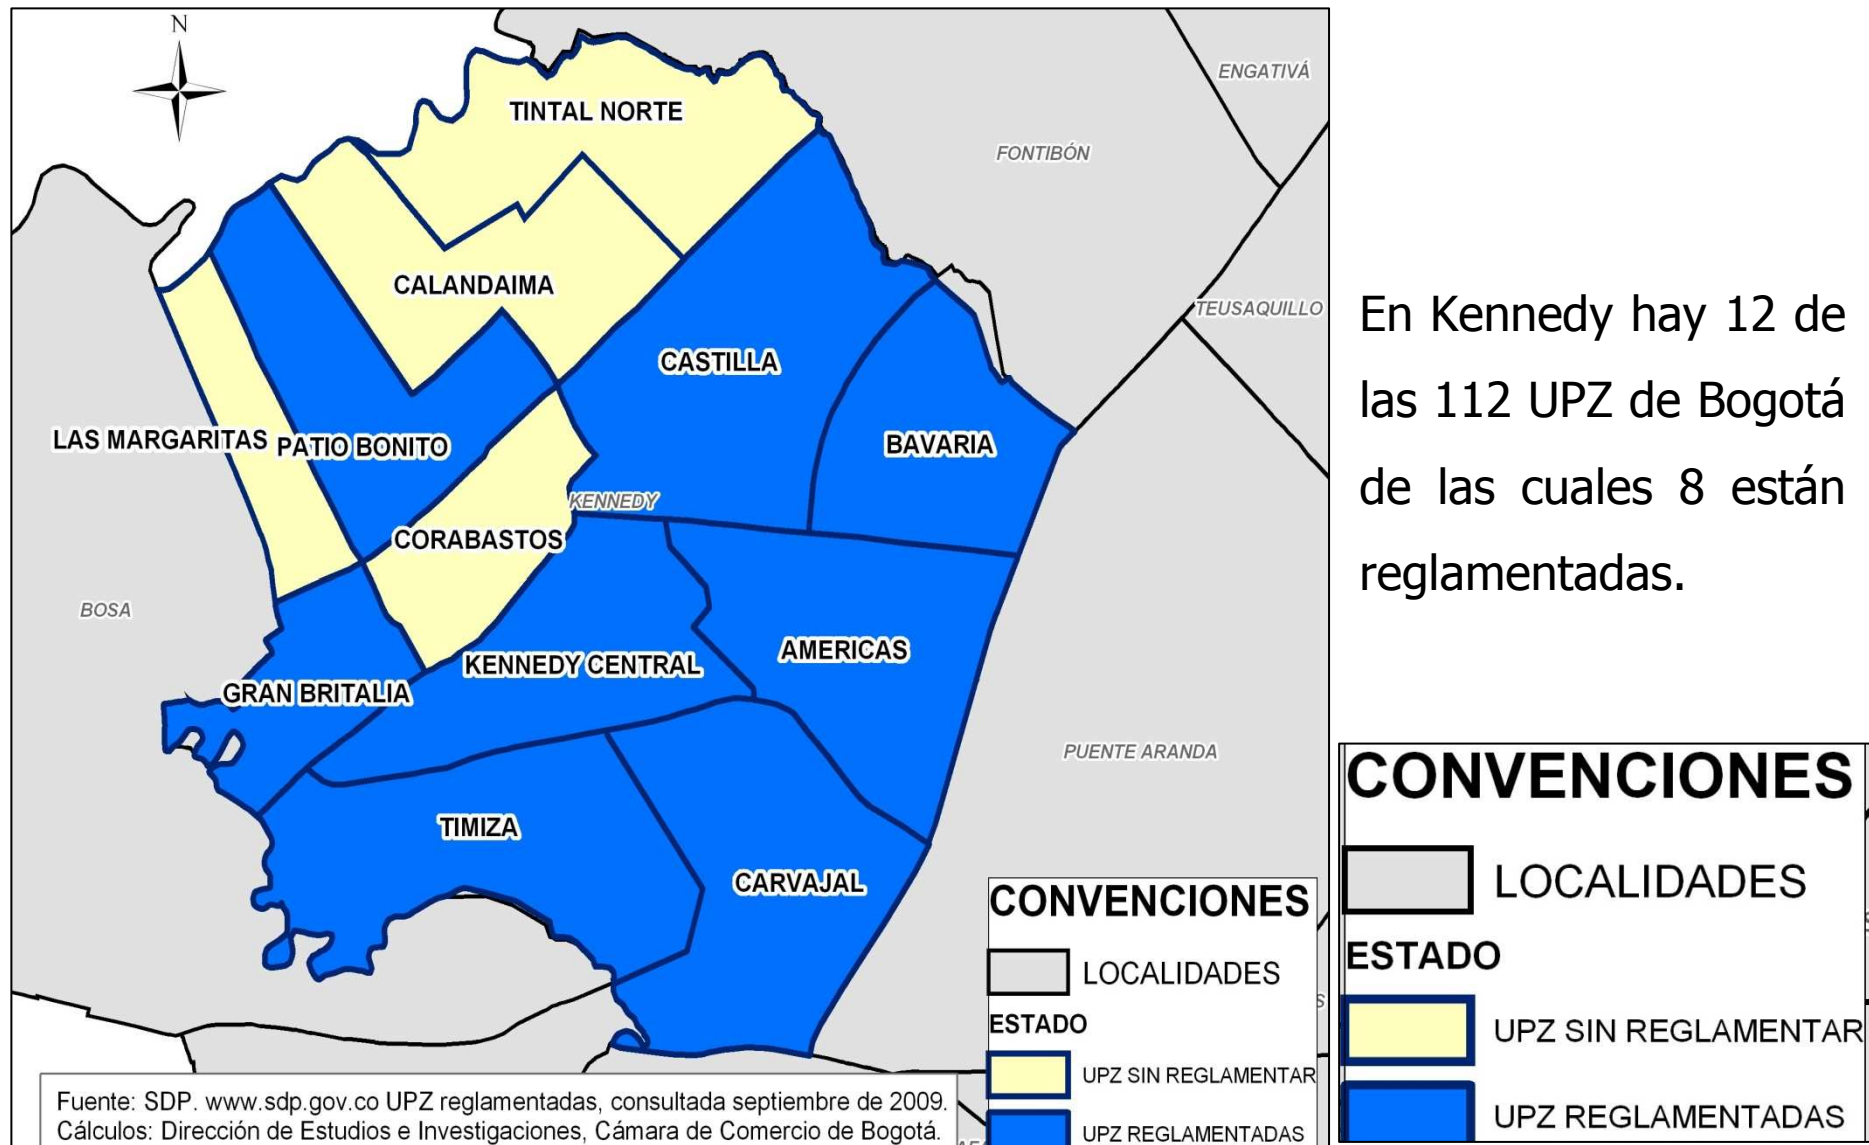 N
ENGATIVÁ
TINTAL NORTE
FONTIBÓN
CALANDAIMA
TEUSAQUILLO
CASTILLA
LAS MARGARITAS
PATIO BONITO
BAVARIA
KENNEDY
CORABASTOS
BOSA
AMERICAS
KENNEDY CENTRAL
GRAN BRITALIA
PUENTE ARANDA
TIMIZA
CARVAJAL
CONVENCIONES
LOCALIDADES
ESTADO
UPZ SIN REGLAMENTAR
UPZ REGLAMENTADAS
Fuente: SDP. www.sdp.gov.co UPZ reglamentadas, consultada septiembre de 2009.
Cálculos: Dirección de Estudios e Investigaciones, Cámara de Comercio de Bogotá.
En Kennedy hay 12 de
las 112 UPZ de Bogotá
de las cuales 8 están
reglamentadas.
CONVENCIONES
LOCALIDADES
ESTADO
UPZ SIN REGLAMENTAR
UPZ REGLAMENTADAS